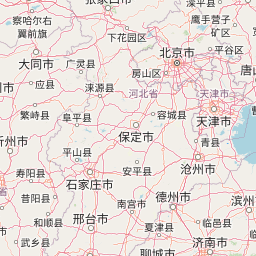 张家口市
滦平县
察哈尔右翼前旗
下花园区
鹰手营子矿区
北京市
平谷区
大同市
广灵县
房山区
唐山
应县
涞源县
河北省
天津市
繁峙县
阜平县
容城县
天津市
保定市
忻州市
青县
平山县
沧州市
寿阳县
安平县
石家庄市
昔阳县
德州市
滨州
和顺县
南宫市
邢台市
临邑县
武乡县
夏津县
济南市
聊城市